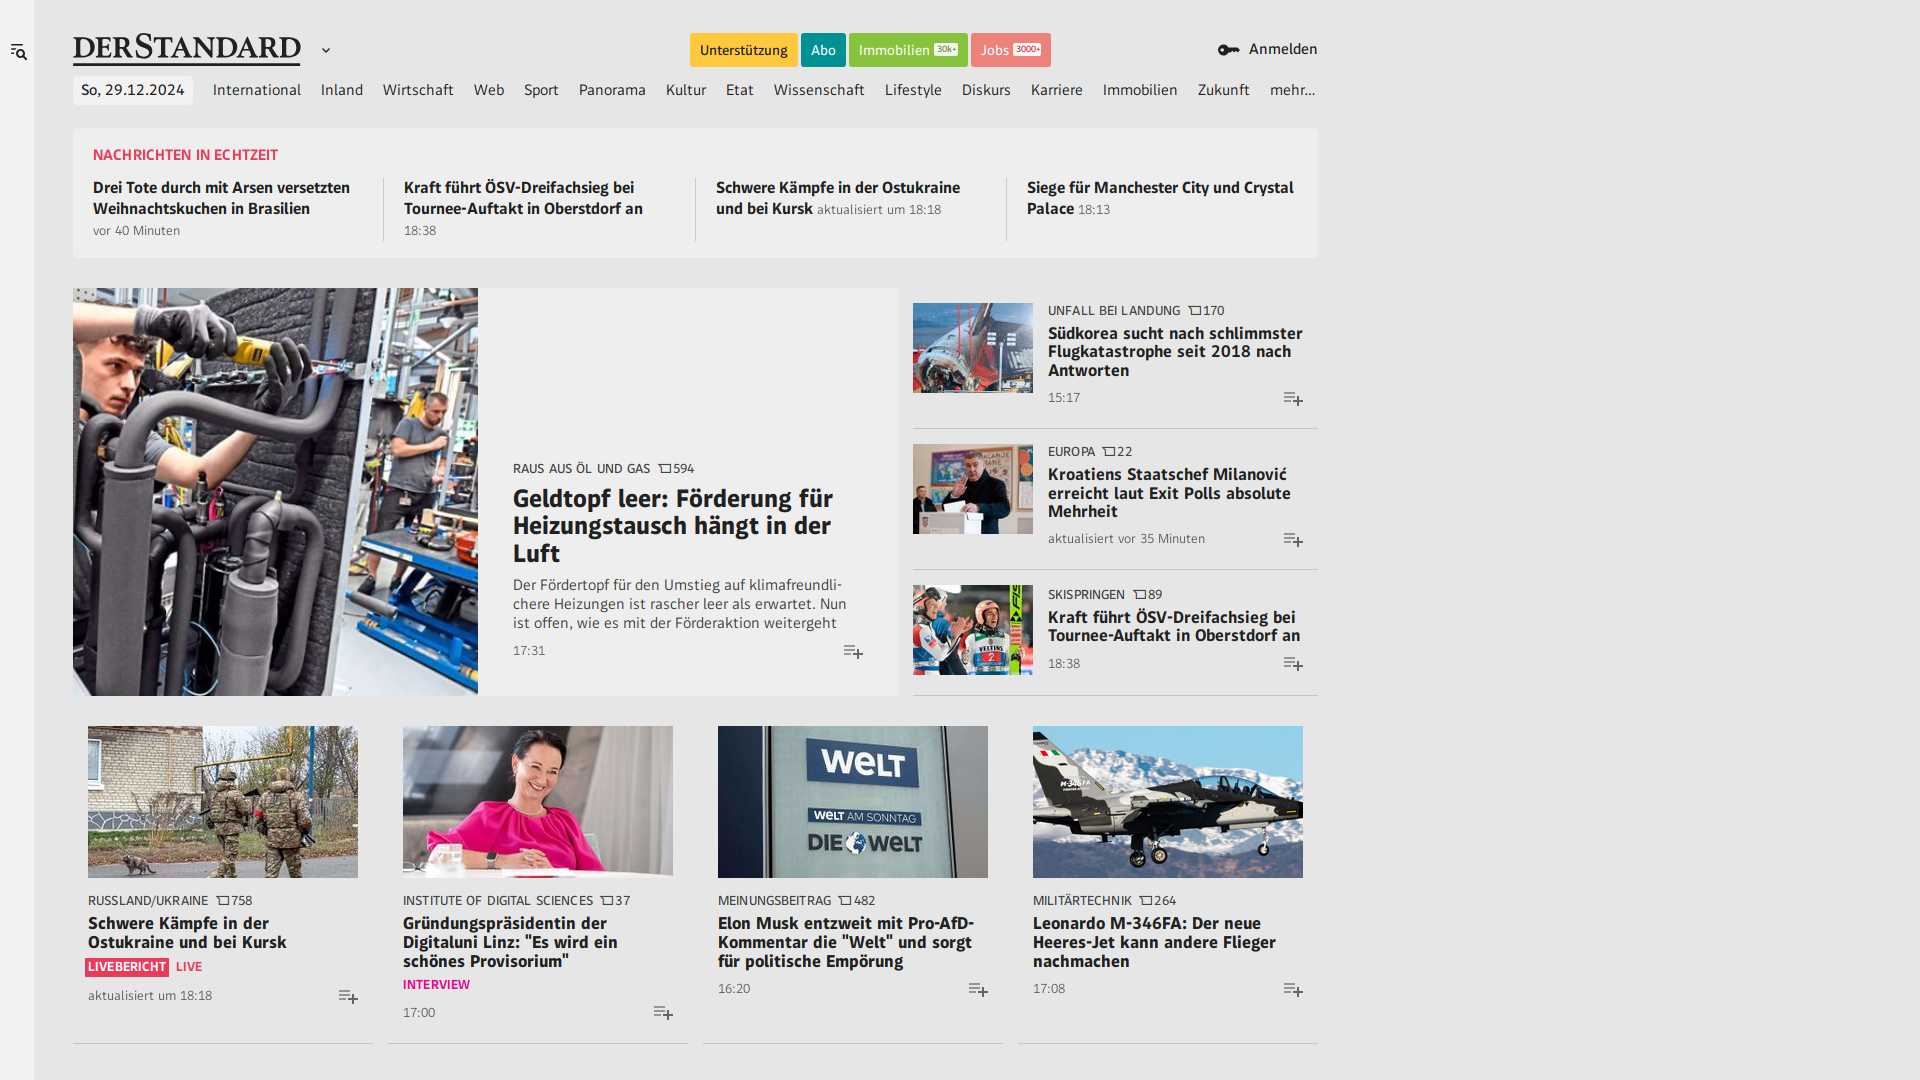 DERSTANDARD
Unterstützung
Abo
Immobilien 30k+
Jobs 3000+
Anmelden
So, 29.12.2024
International
Inland
Wirtschaft
Web
Sport
Panorama
Kultur
Etat
Wissenschaft
Lifestyle
Diskurs
Karriere
Immobilien
Zukunft
mehr...
NACHRICHTEN IN ECHTZEIT
Drei Tote durch mit Arsen versetzten
Weihnachtskuchen in Brasilien
vor 40 Minuten
Kraft führt ÖSV-Dreifachsieg bei
Tournee-Auftakt in Oberstdorf an
18:38
Schwere Kämpfe in der Ostukraine
und bei Kursk aktualisiert um 18:18
Siege für Manchester City und Crystal
Palace 18:13
RAUS AUS ÖL UND GAS 594
Geldtopf leer: Förderung für
Heizungstausch hängt in der
Luft
Der Fördertopf für den Umstieg auf klimafreundli-
chere Heizungen ist rascher leer als erwartet. Nun
ist offen, wie es mit der Förderaktion weitergeht
17:31
UNFALL BEI LANDUNG 170
Südkorea sucht nach schlimmster
Flugkatastrophe seit 2018 nach
Antworten
15:17
EUROPA 22
Kroatiens Staatschef Milanović
erreicht laut Exit Polls absolute
Mehrheit
aktualisiert vor 35 Minuten
VELTINS
2
FIS
SKISPRINGEN 89
Kraft führt ÖSV-Dreifachsieg bei
Tournee-Auftakt in Oberstdorf an
18:38
RUSSLAND/UKRAINE 758
Schwere Kämpfe in der
Ostukraine und bei Kursk
LIVEBERICHT LIVE
aktualisiert um 18:18
INSTITUTE OF DIGITAL SCIENCES 37
Gründungspräsidentin der
Digitaluni Linz: "Es wird ein
schönes Provisorium"
INTERVIEW
17:00
WELT
WELT AM SONNTAG
DIE WELT
MEINUNGSBEITRAG 482
Elon Musk entzweit mit Pro-AfD-
Kommentar die "Welt" und sorgt
für politische Empörung
16:20
M-346FA
MILITÄRTECHNIK 264
Leonardo M-346FA: Der neue
Heeres-Jet kann andere Flieger
nachmachen
17:08